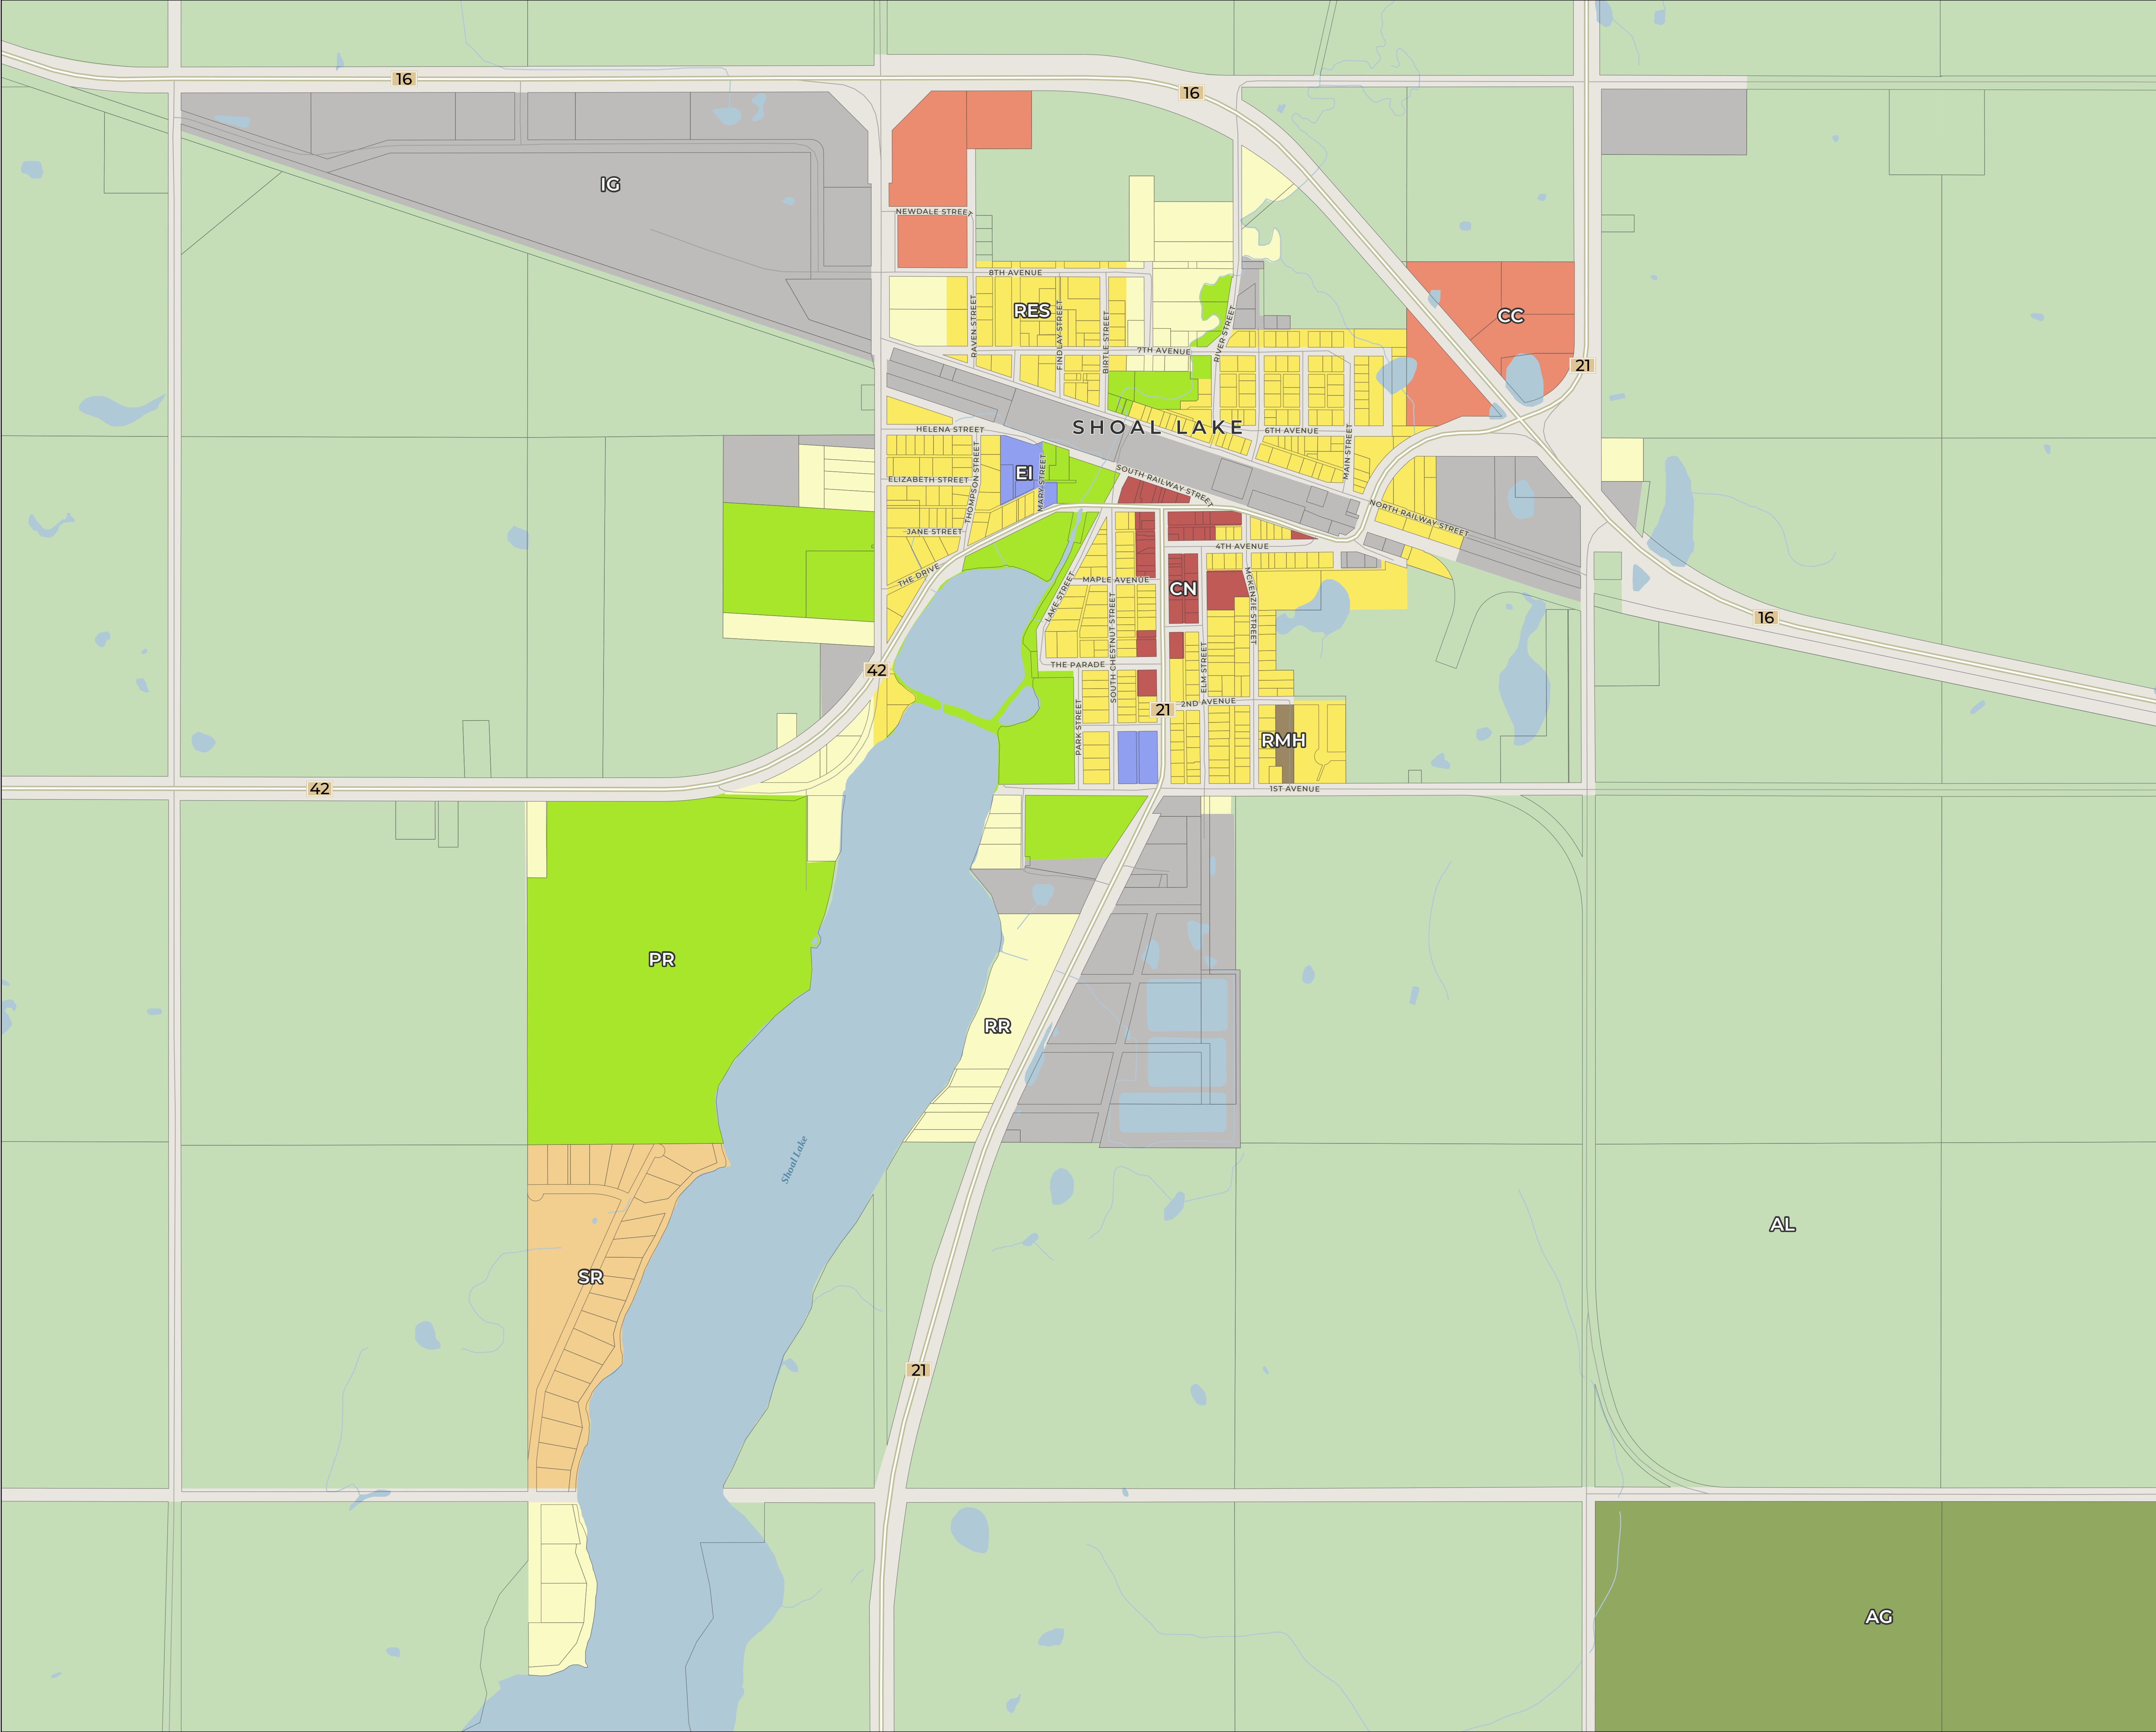 16
16
IG
NEWDALE STREET
8TH AVENUE
RAVEN STREET
RES
FINDLAY STREET
BIRTLE STREET
RIVER STREET
CC
7TH AVENUE
21
HELENA STREET
SHOAL LAKE
6TH AVENUE
MAIN STREET
THOMPSON STREET
EI
MARY STREET
ELIZABETH STREET
SOUTH RAILWAY STREET
NORTH RAILWAY STREET
JANE STREET
4TH AVENUE
THE DRIVE
LAKE STREET
MAPLE AVENUE
CN
MCKENZIE STREET
16
SOUTH CHESTNUT STREET
ELM STREET
THE PARADE
42
2ND AVENUE
21
PARK STREET
RMH
42
1ST AVENUE
PR
RR
Shoal Lake
AL
SR
21
AG